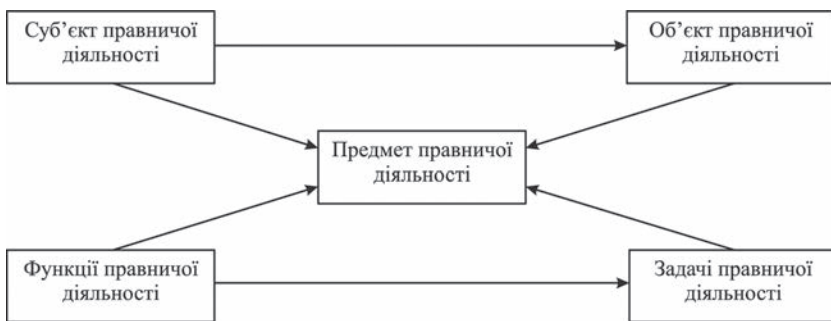 Суб’єкт правничої
діяльності
Об’єкт правничої
діяльності
Предмет правничої
діяльності
Функції правничої
діяльності
Задачі правничої
діяльності